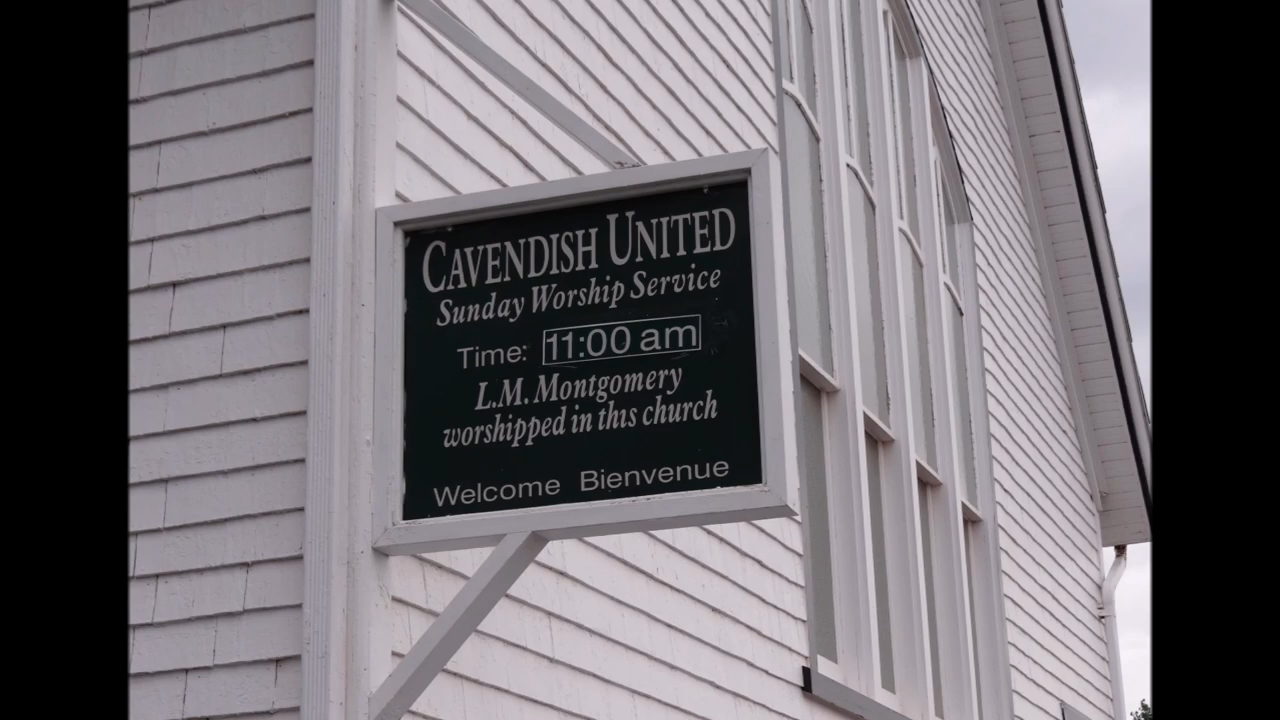 CAVENDISH UNITED
Sunday Worship Service
Time: 11:00 am
L.M. Montgomery
worshipped in this church
Welcome Bienvenue